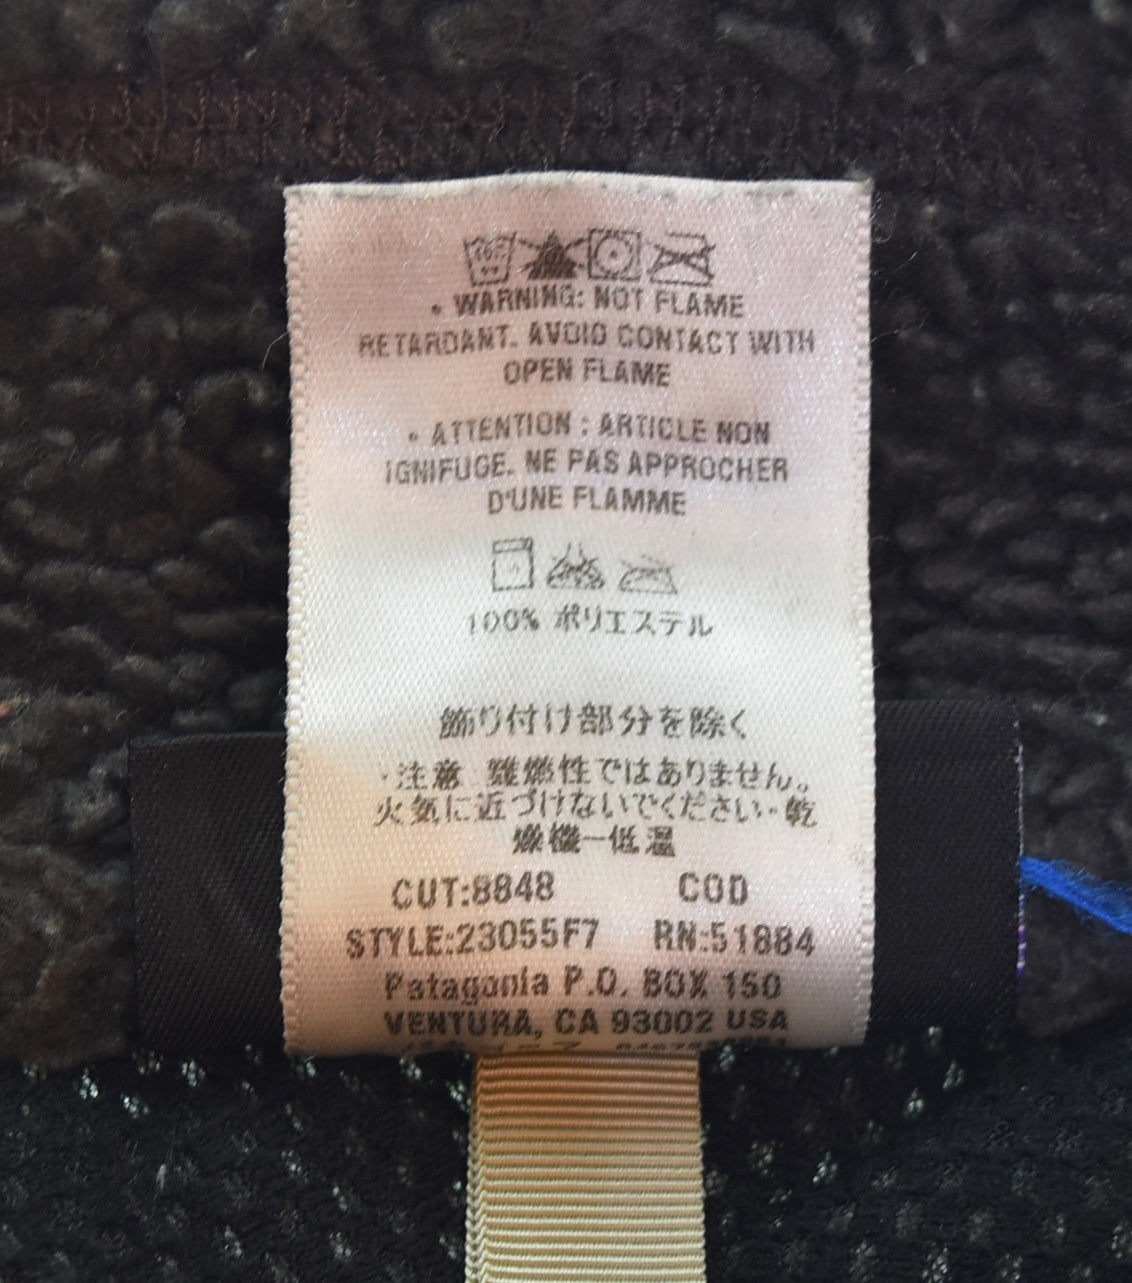 • WARNING: NOT FLAME
RETARDANT. AVOID CONTACT WITH
OPEN FLAME
• ATTENTION : ARTICLE NON
IGNIFUGE. NE PAS APPROCHER
D'UNE FLAMME
100% ポリエステル
飾り付け部分を除く
・注意 難燃性ではありません。
火気に近づけないでください・乾
燥機ー低温
CUT:8848 COD
STYLE:23055F7 RN:51884
Patagonia P.O. BOX 150
VENTURA, CA 93002 USA